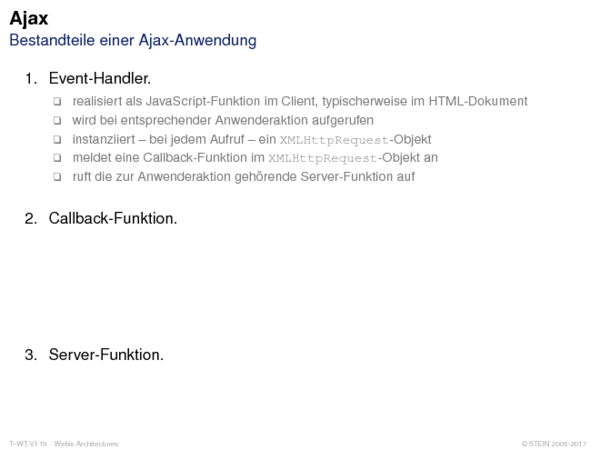 Ajax
Bestandteile einer Ajax-Anwendung
1. Event-Handler.
❑ realisiert als JavaScript-Funktion im Client, typischerweise im HTML-Dokument
❑ wird bei entsprechender Anwenderaktion aufgerufen
❑ instanziiert – bei jedem Aufruf – ein XMLHttpRequest-Objekt
❑ meldet eine Callback-Funktion im XMLHttpRequest-Objekt an
❑ ruft die zur Anwenderaktion gehörende Server-Funktion auf
2. Callback-Funktion.
3. Server-Funktion.
T–WT:VI-19 Webis Architectures © STEIN 2005-2017